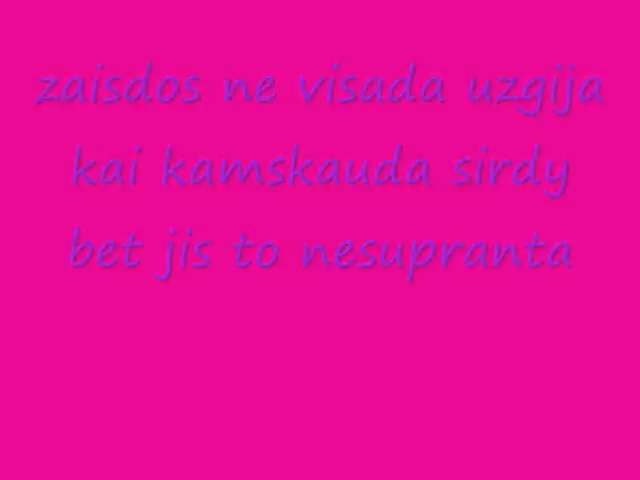 zaisdos ne visada uzgija
kai kamskauda sirdy
bet jis to nesupranta